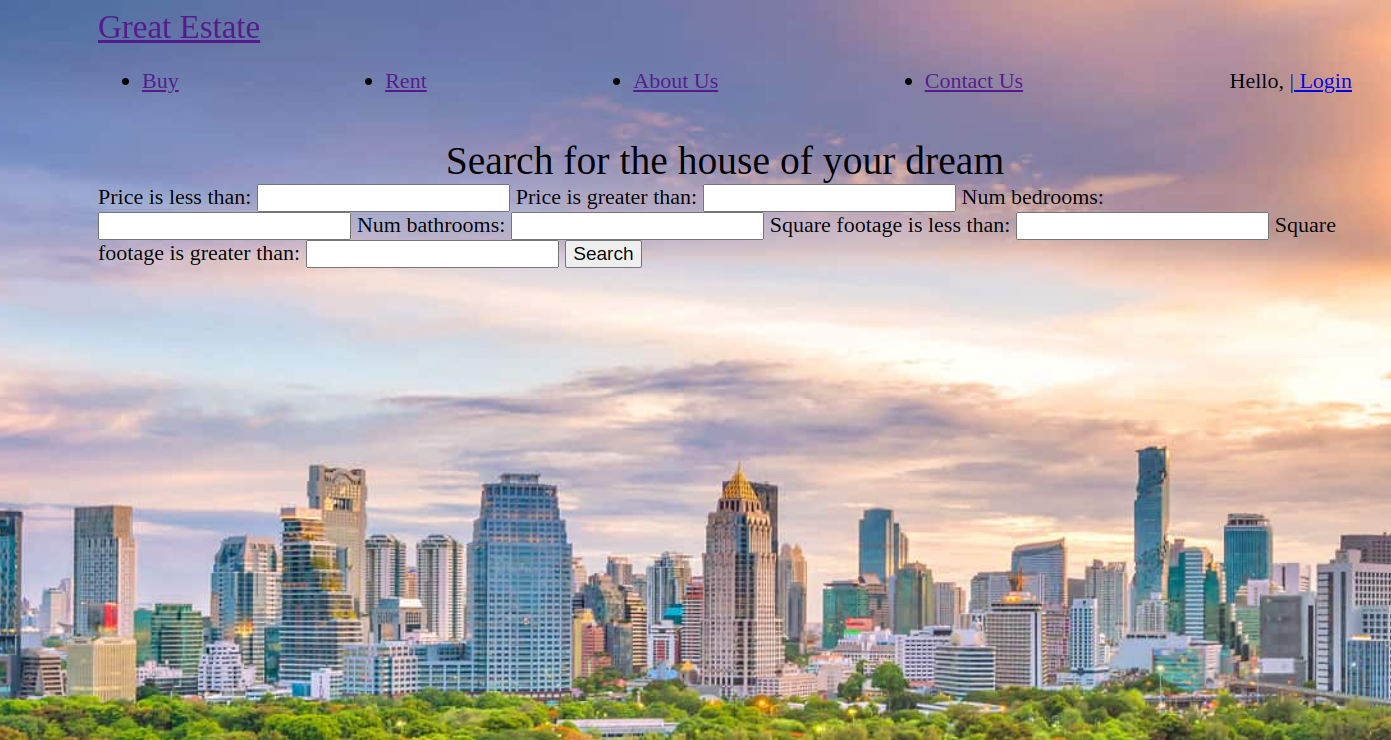 Great Estate
Buy Rent About Us Contact Us Hello, | Login
Search for the house of your dream
Price is less than: Price is greater than: Num bedrooms:
Num bathrooms: Square footage is less than: Square
footage is greater than: Search